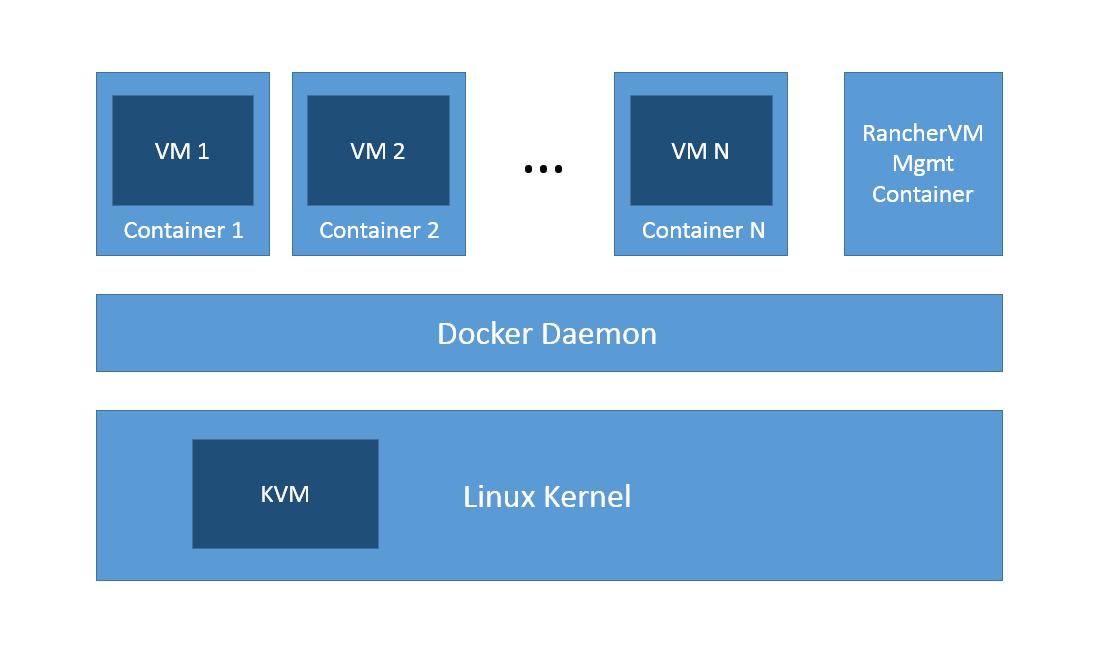 VM 1
Container 1
VM 2
Container 2
...
VM N
Container N
RancherVM
Mgmt
Container
Docker Daemon
KVM
Linux Kernel